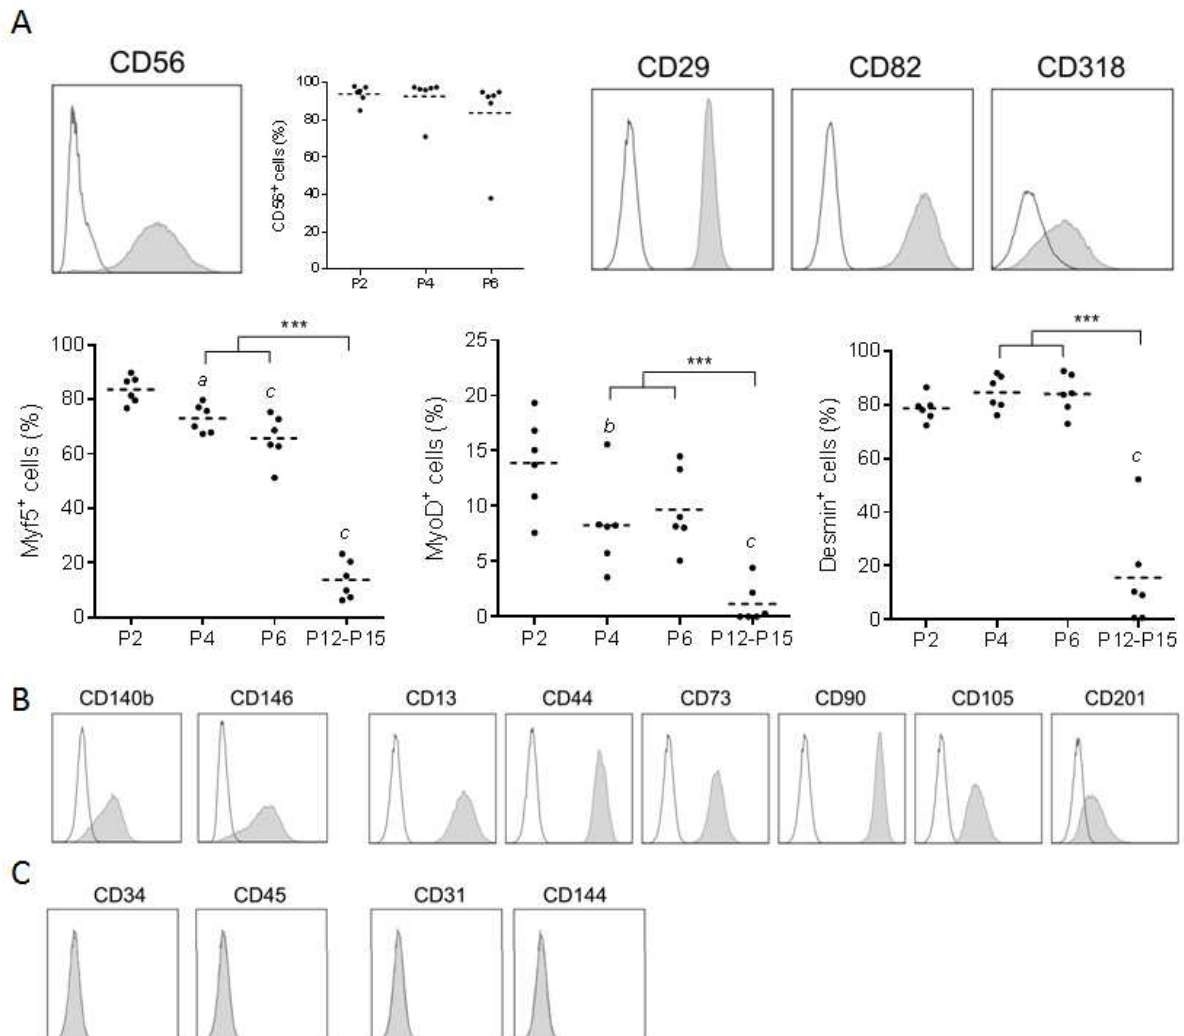 A
CD56
CD29
CD82
CD318
100
80
60
40
20
0
CD56+ cells (%)
P2
P4
P6
***
100
80
60
40
20
0
Myf5+ cells (%)
a
c
c
P2
P4
P6
P12-P15
***
25
20
15
10
5
0
MyoD+ cells (%)
b
c
P2
P4
P6
P12-P15
***
100
80
60
40
20
0
Desmin+ cells (%)
c
P2
P4
P6
P12-P15
B
CD140b
CD146
CD13
CD44
CD73
CD90
CD105
CD201
C
CD34
CD45
CD31
CD144